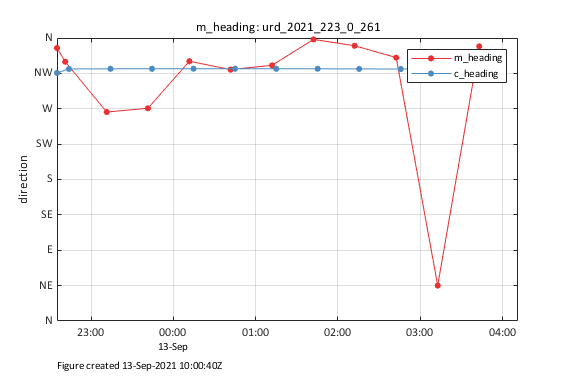 m_heading: urd_2021_223_0_261
N
NW
W
SW
S
SE
E
NE
N
direction
m_heading
c_heading
23:00 00:00 01:00 02:00 03:00 04:00
13-Sep
Figure created 13-Sep-2021 10:00:40Z